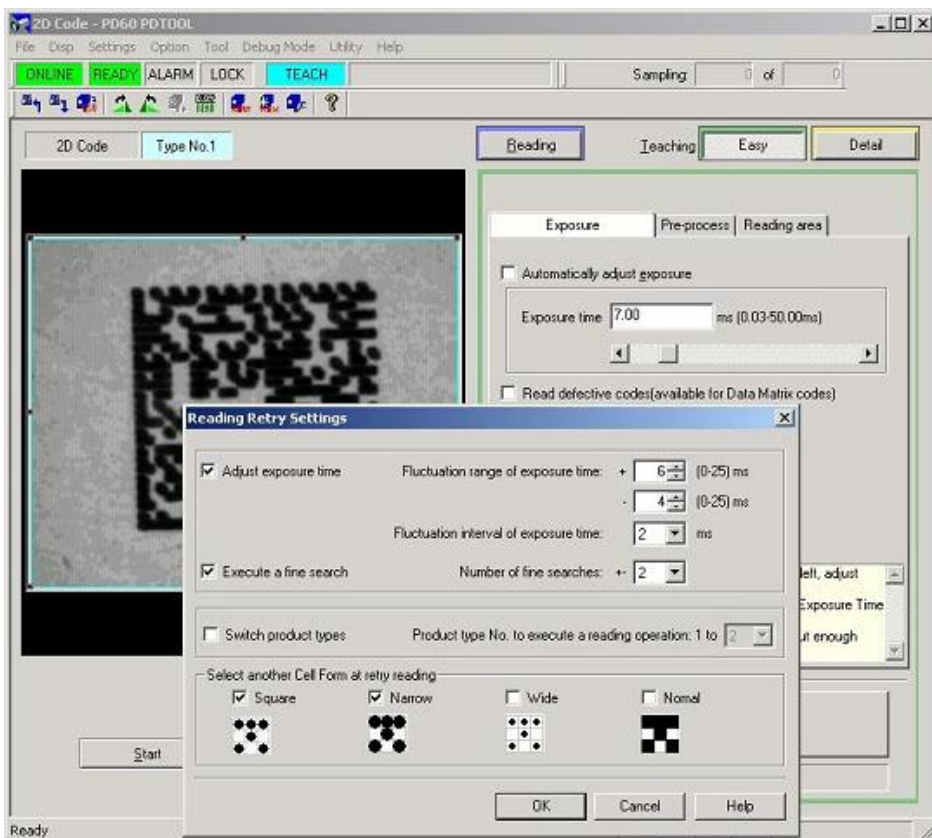 2D Code - PD60 PDTOOL
File Disp Settings Option Tool Debug Mode Utility Help
ONLINE READY ALARM LOCK TEACH Sampling: 0 of 0
2D Code Type No.1 Reading Teaching Easy Detail
Exposure Pre-process Reading area
Automatically adjust exposure
Exposure time 7.00 ms (0.03-50.00ms)
Read defective codes(available for Data Matrix codes)
Reading Retry Settings
Adjust exposure time Fluctuation range of exposure time: + 6 (0-25) ms
- 4 (0-25) ms
Fluctuation interval of exposure time: 2 ms
Execute a fine search Number of fine searches: +- 2
left, adjust
Exposure Time
ut enough
Switch product types Product type No. to execute a reading operation: 1 to 2
Select another Cell Form at retry reading
Square Narrow Wide Nomal
Start
OK Cancel Help
Ready